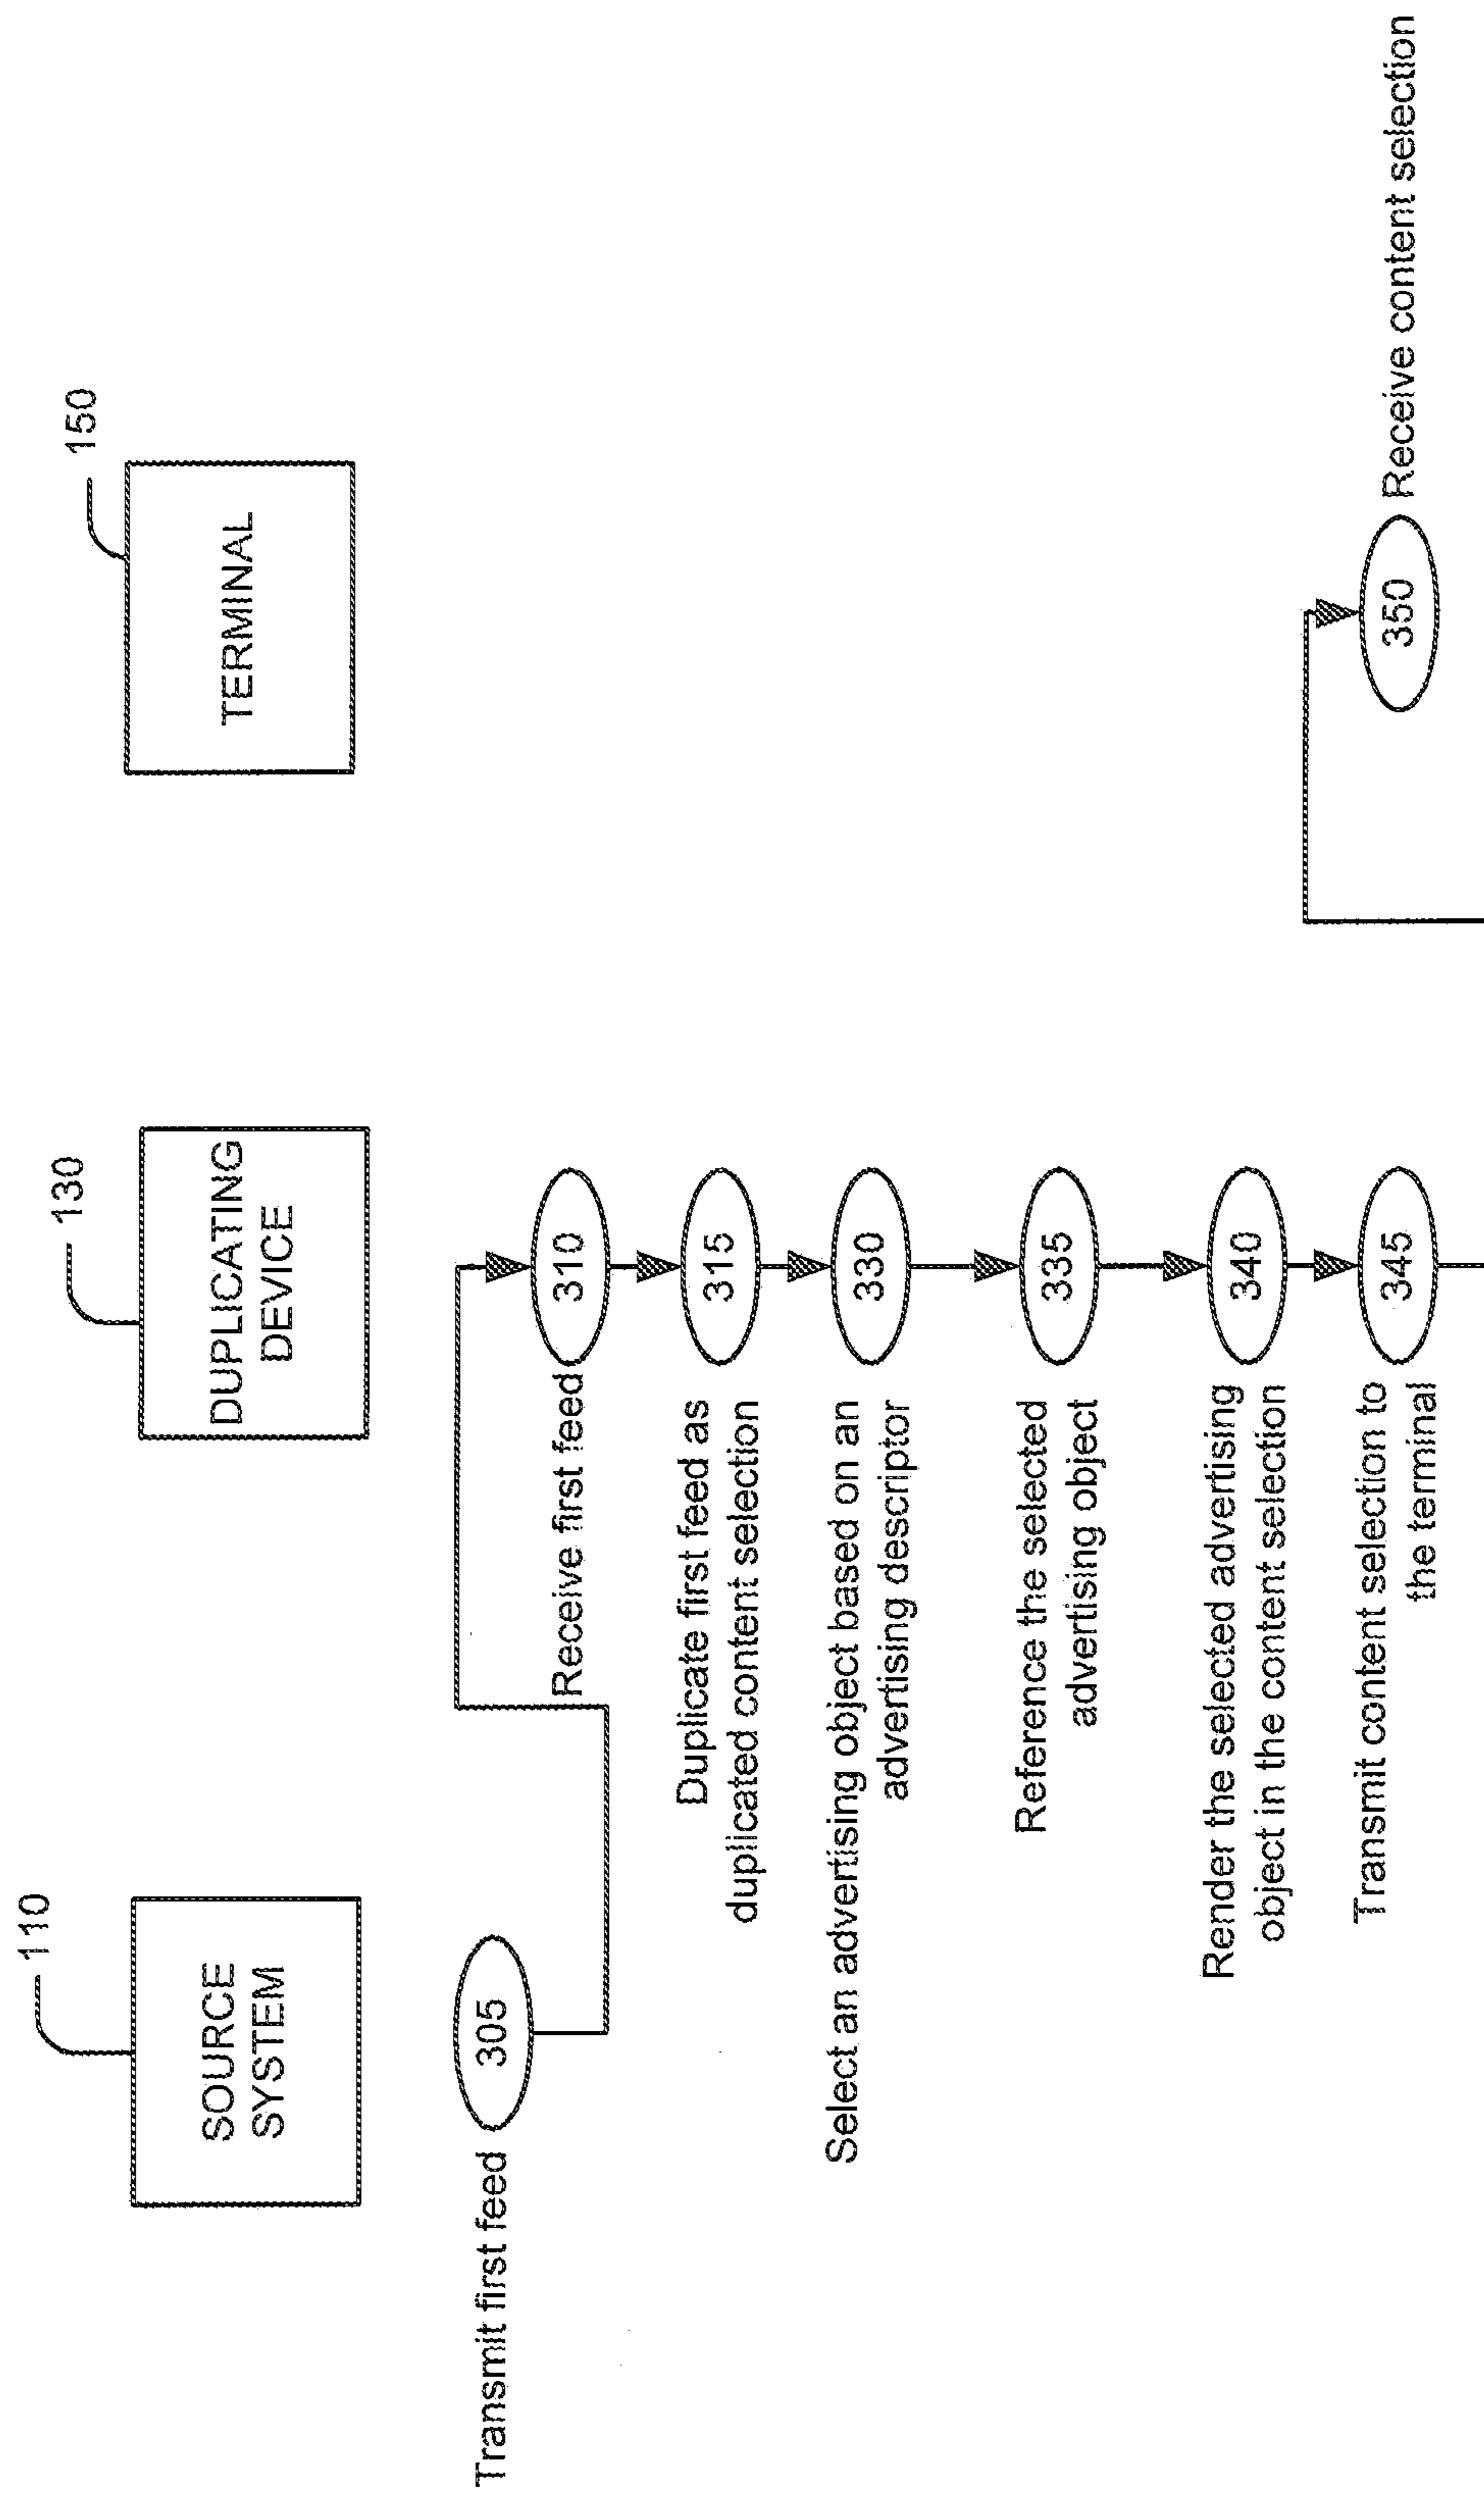 110
SOURCE
SYSTEM
130
DUPLICATING
DEVICE
150
TERMINAL
Transmit first feed
305
Receive first feed
310
Duplicate first feed as
duplicated content selection
315
Select an advertising object based on an
advertising descriptor
330
Reference the selected
advertising object
335
Render the selected advertising
object in the content selection
340
Transmit content selection to
the terminal
345
350
Receive content selection